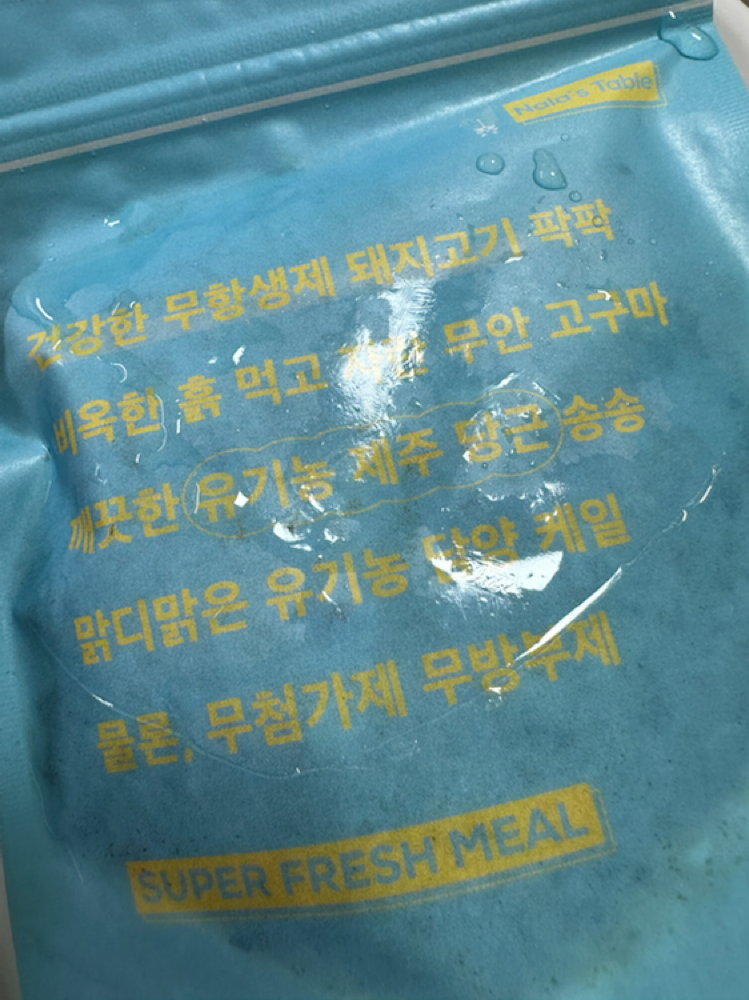 Nala's Table
건강한 무항생제 돼지고기 팍팍
비옥한 흙 먹고 자란 무안 고구마
깨끗한 유기농 제주 당근 송송
맑디맑은 유기농 담양 케일
물론, 무첨가제 무방부제
SUPER FRESH MEAL